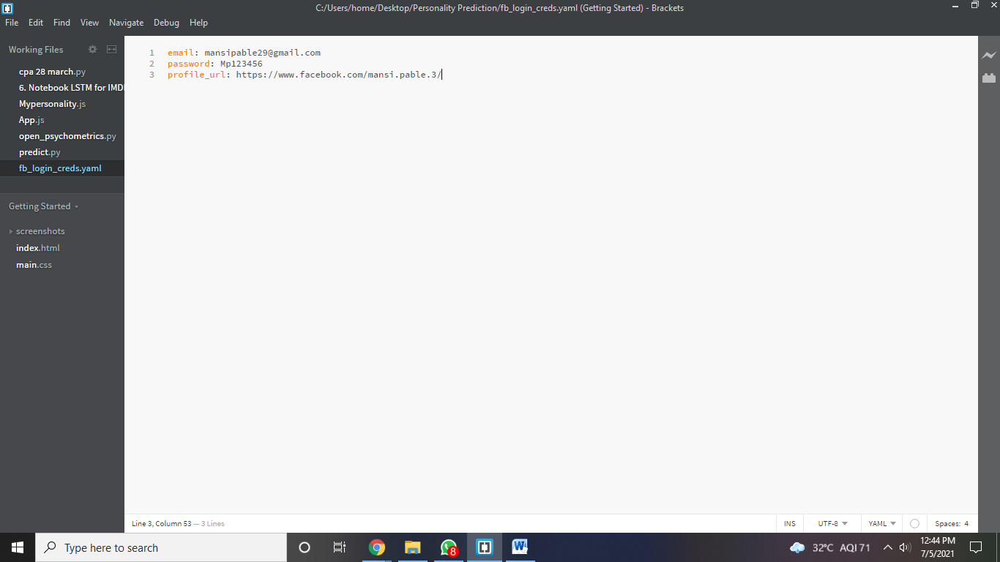 C:/Users/home/Desktop/Personality Prediction/fb_login_creds.yaml (Getting Started) - Brackets
File Edit Find View Navigate Debug Help
Working Files
cpa 28 march.py
6. Notebook LSTM for IMD
Mypersonality.js
App.js
open_psychometrics.py
predict.py
fb_login_creds.yaml
Getting Started
screenshots
index.html
main.css
1 email: mansipable29@gmail.com
2 password: Mp123456
3 profile_url: https://www.facebook.com/mansi.pable.3/
Line 3, Column 53 — 3 Lines INS UTF-8 YAML Spaces: 4
Type here to search 8 32°C AQI 71 12:44 PM
7/5/2021